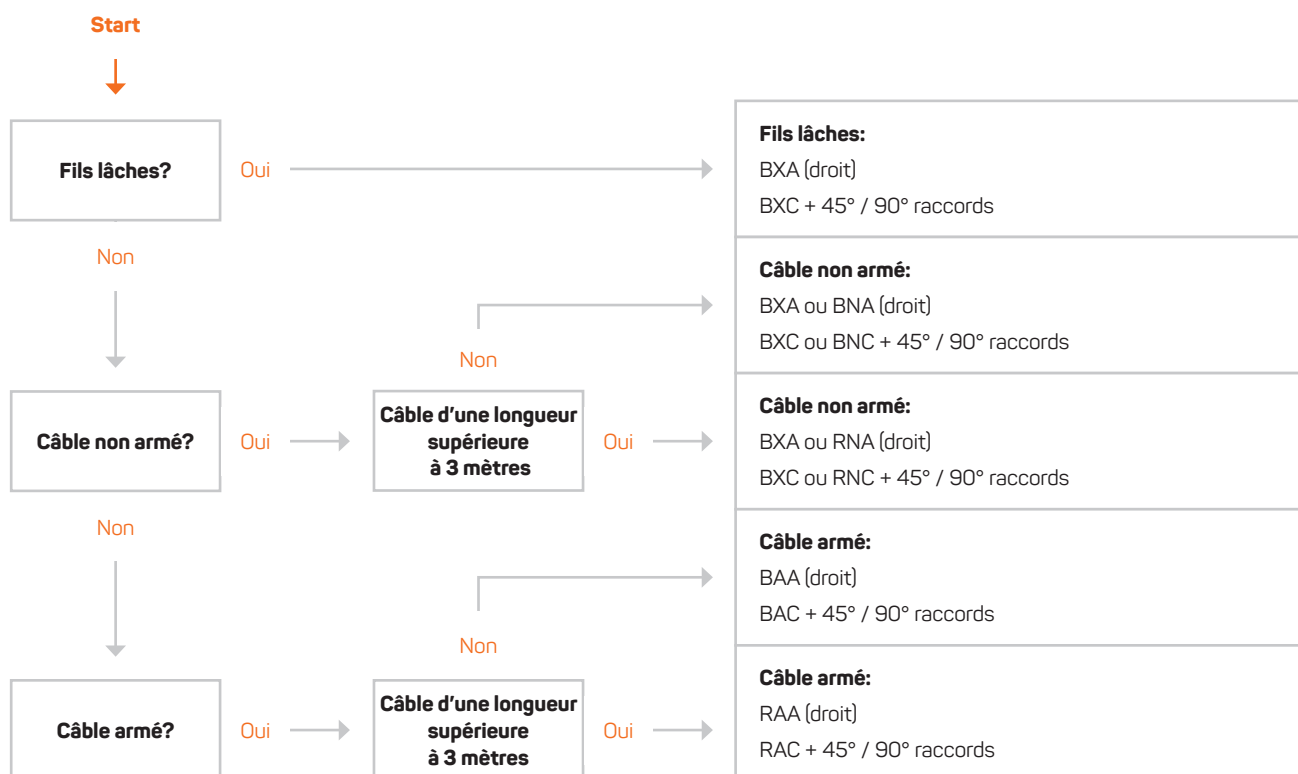 Start
Fils lâches?
Oui
Fils lâches:
BXA (droit)
BXC + 45° / 90° raccords
Non
Câble non armé:
BXA ou BNA (droit)
BXC ou BNC + 45° / 90° raccords
Non
Câble non armé?
Oui
Câble d'une longueur
supérieure
à 3 mètres
Oui
Câble non armé:
BXA ou RNA (droit)
BXC ou RNC + 45° / 90° raccords
Non
Câble armé:
BAA (droit)
BAC + 45° / 90° raccords
Non
Câble armé?
Oui
Câble d'une longueur
supérieure
à 3 mètres
Oui
Câble armé:
RAA (droit)
RAC + 45° / 90° raccords